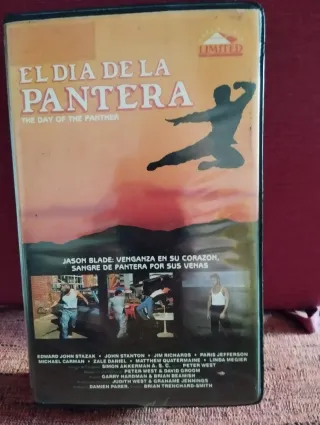 LIMITED
EL DIA DE LA
PANTERA
THE DAY OF THE PANTHER
JASON BLADE: VENGANZA EN SU CORAZON,
SANGRE DE PANTERA POR SUS VENAS
EDWARD JOHN STAZAK • JOHN STANTON • JIM RICHARDS • PARIS JEFFERSON
MICHAEL CARMAN • ZALE DANIEL • MATTHEW QUATERMAINE • LINDA MEGIER
SIMON AKKERMAN A. S. C. PETER WEST
PETER WEST & DAVID GROOM
GARRY HARDMAN & BRIAN BEAMISH
JUDITH WEST & GRAHAME JENNINGS
DAMIEN PARER BRIAN TRENCHARD-SMITH